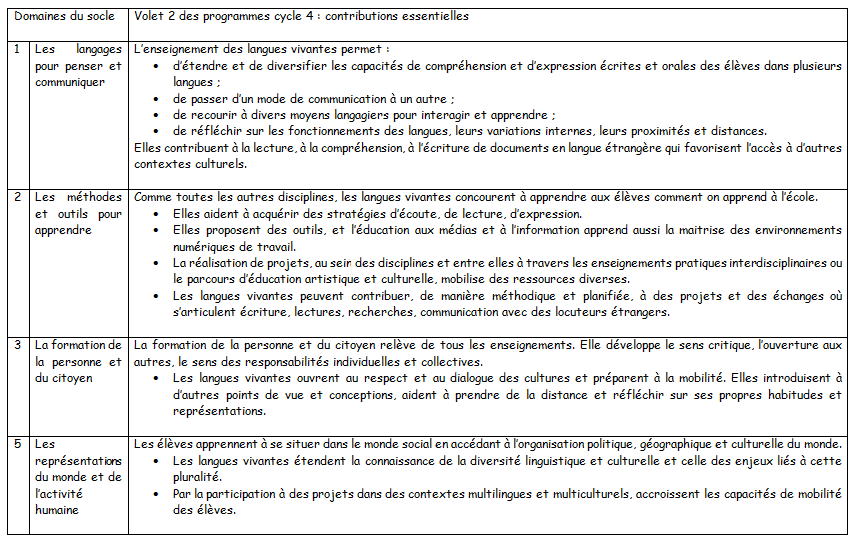 Domaines du socle
Volet 2 des programmes cycle 4 : contributions essentielles
1
Les langages
pour penser et
communiquer
L'enseignement des langues vivantes permet :
• d'étendre et de diversifier les capacités de compréhension et d'expression écrites et orales des élèves dans plusieurs
langues ;
• de passer d'un mode de communication à un autre ;
• de recourir à divers moyens langagiers pour interagir et apprendre ;
• de réfléchir sur les fonctionnements des langues, leurs variations internes, leurs proximités et distances.
Elles contribuent à la lecture, à la compréhension, à l'écriture de documents en langue étrangère qui favorisent l'accès à d'autres
contextes culturels.
2
Les méthodes
et outils pour
apprendre
Comme toutes les autres disciplines, les langues vivantes concourent à apprendre aux élèves comment on apprend à l'école.
• Elles aident à acquérir des stratégies d'écoute, de lecture, d'expression.
• Elles proposent des outils, et l'éducation aux médias et à l'information apprend aussi la maitrise des environnements
numériques de travail.
• La réalisation de projets, au sein des disciplines et entre elles à travers les enseignements pratiques interdisciplinaires ou
le parcours d'éducation artistique et culturelle, mobilise des ressources diverses.
• Les langues vivantes peuvent contribuer, de manière méthodique et planifiée, à des projets et des échanges où
s'articulent écriture, lectures, recherches, communication avec des locuteurs étrangers.
3
La formation de
la personne et
du citoyen
La formation de la personne et du citoyen relève de tous les enseignements. Elle développe le sens critique, l'ouverture aux
autres, le sens des responsabilités individuelles et collectives.
• Les langues vivantes ouvrent au respect et au dialogue des cultures et préparent à la mobilité. Elles introduisent à
d'autres points de vue et conceptions, aident à prendre de la distance et réfléchir sur ses propres habitudes et
représentations.
5
Les
représentations
du monde et de
l'activité
humaine
Les élèves apprennent à se situer dans le monde social en accédant à l'organisation politique, géographique et culturelle du monde.
• Les langues vivantes étendent la connaissance de la diversité linguistique et culturelle et celle des enjeux liés à cette
pluralité.
• Par la participation à des projets dans des contextes multilingues et multiculturels, accroissent les capacités de mobilité
des élèves.